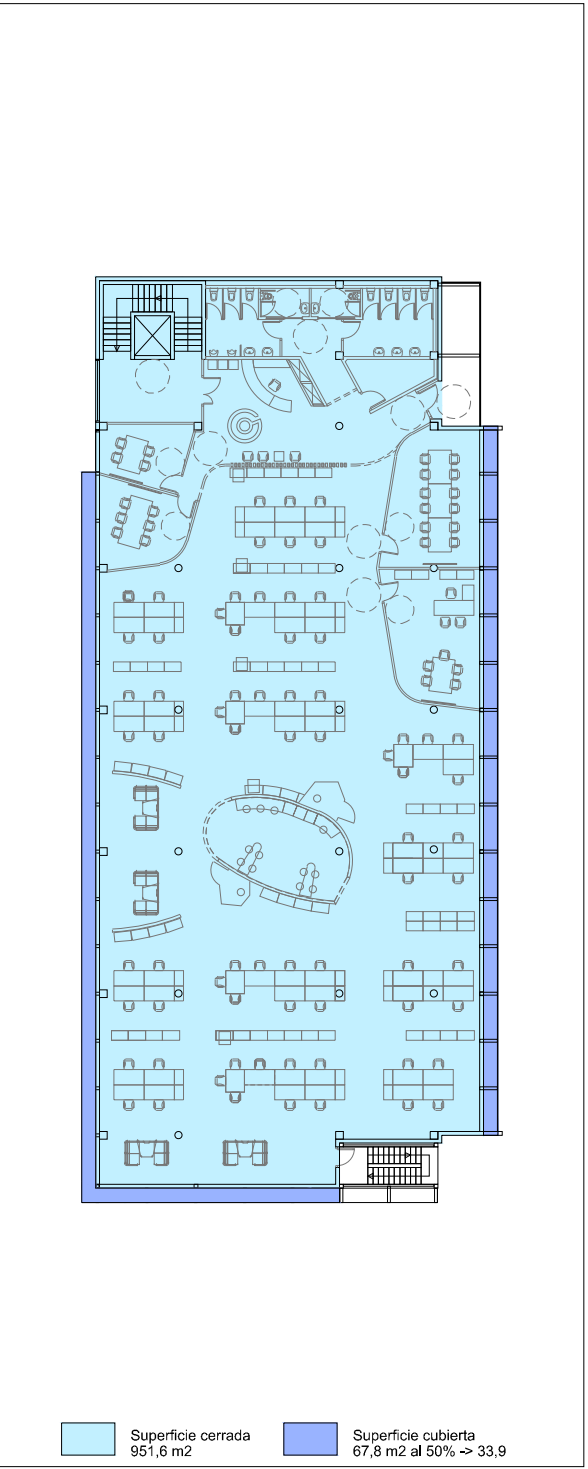 Superficie cerrada
951,6 m2
Superficie cubierta
67,8 m2 al 50% -> 33,9